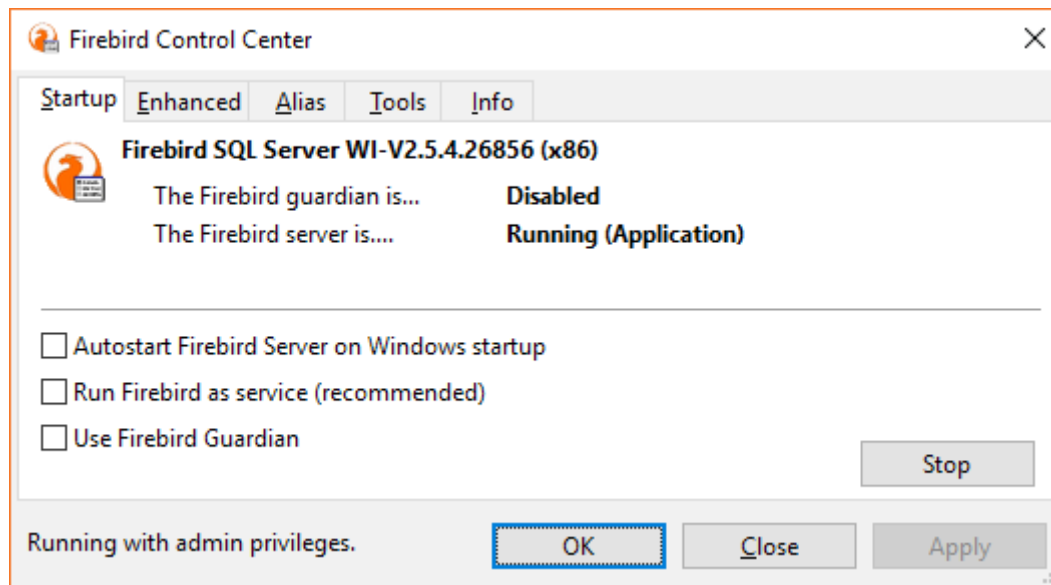 Firebird Control Center
Startup Enhanced Alias Tools Info
Firebird SQL Server WI-V2.5.4.26856 (x86)
The Firebird guardian is... Disabled
The Firebird server is.... Running (Application)
Autostart Firebird Server on Windows startup
Run Firebird as service (recommended)
Use Firebird Guardian
Stop
Running with admin privileges. OK Close Apply